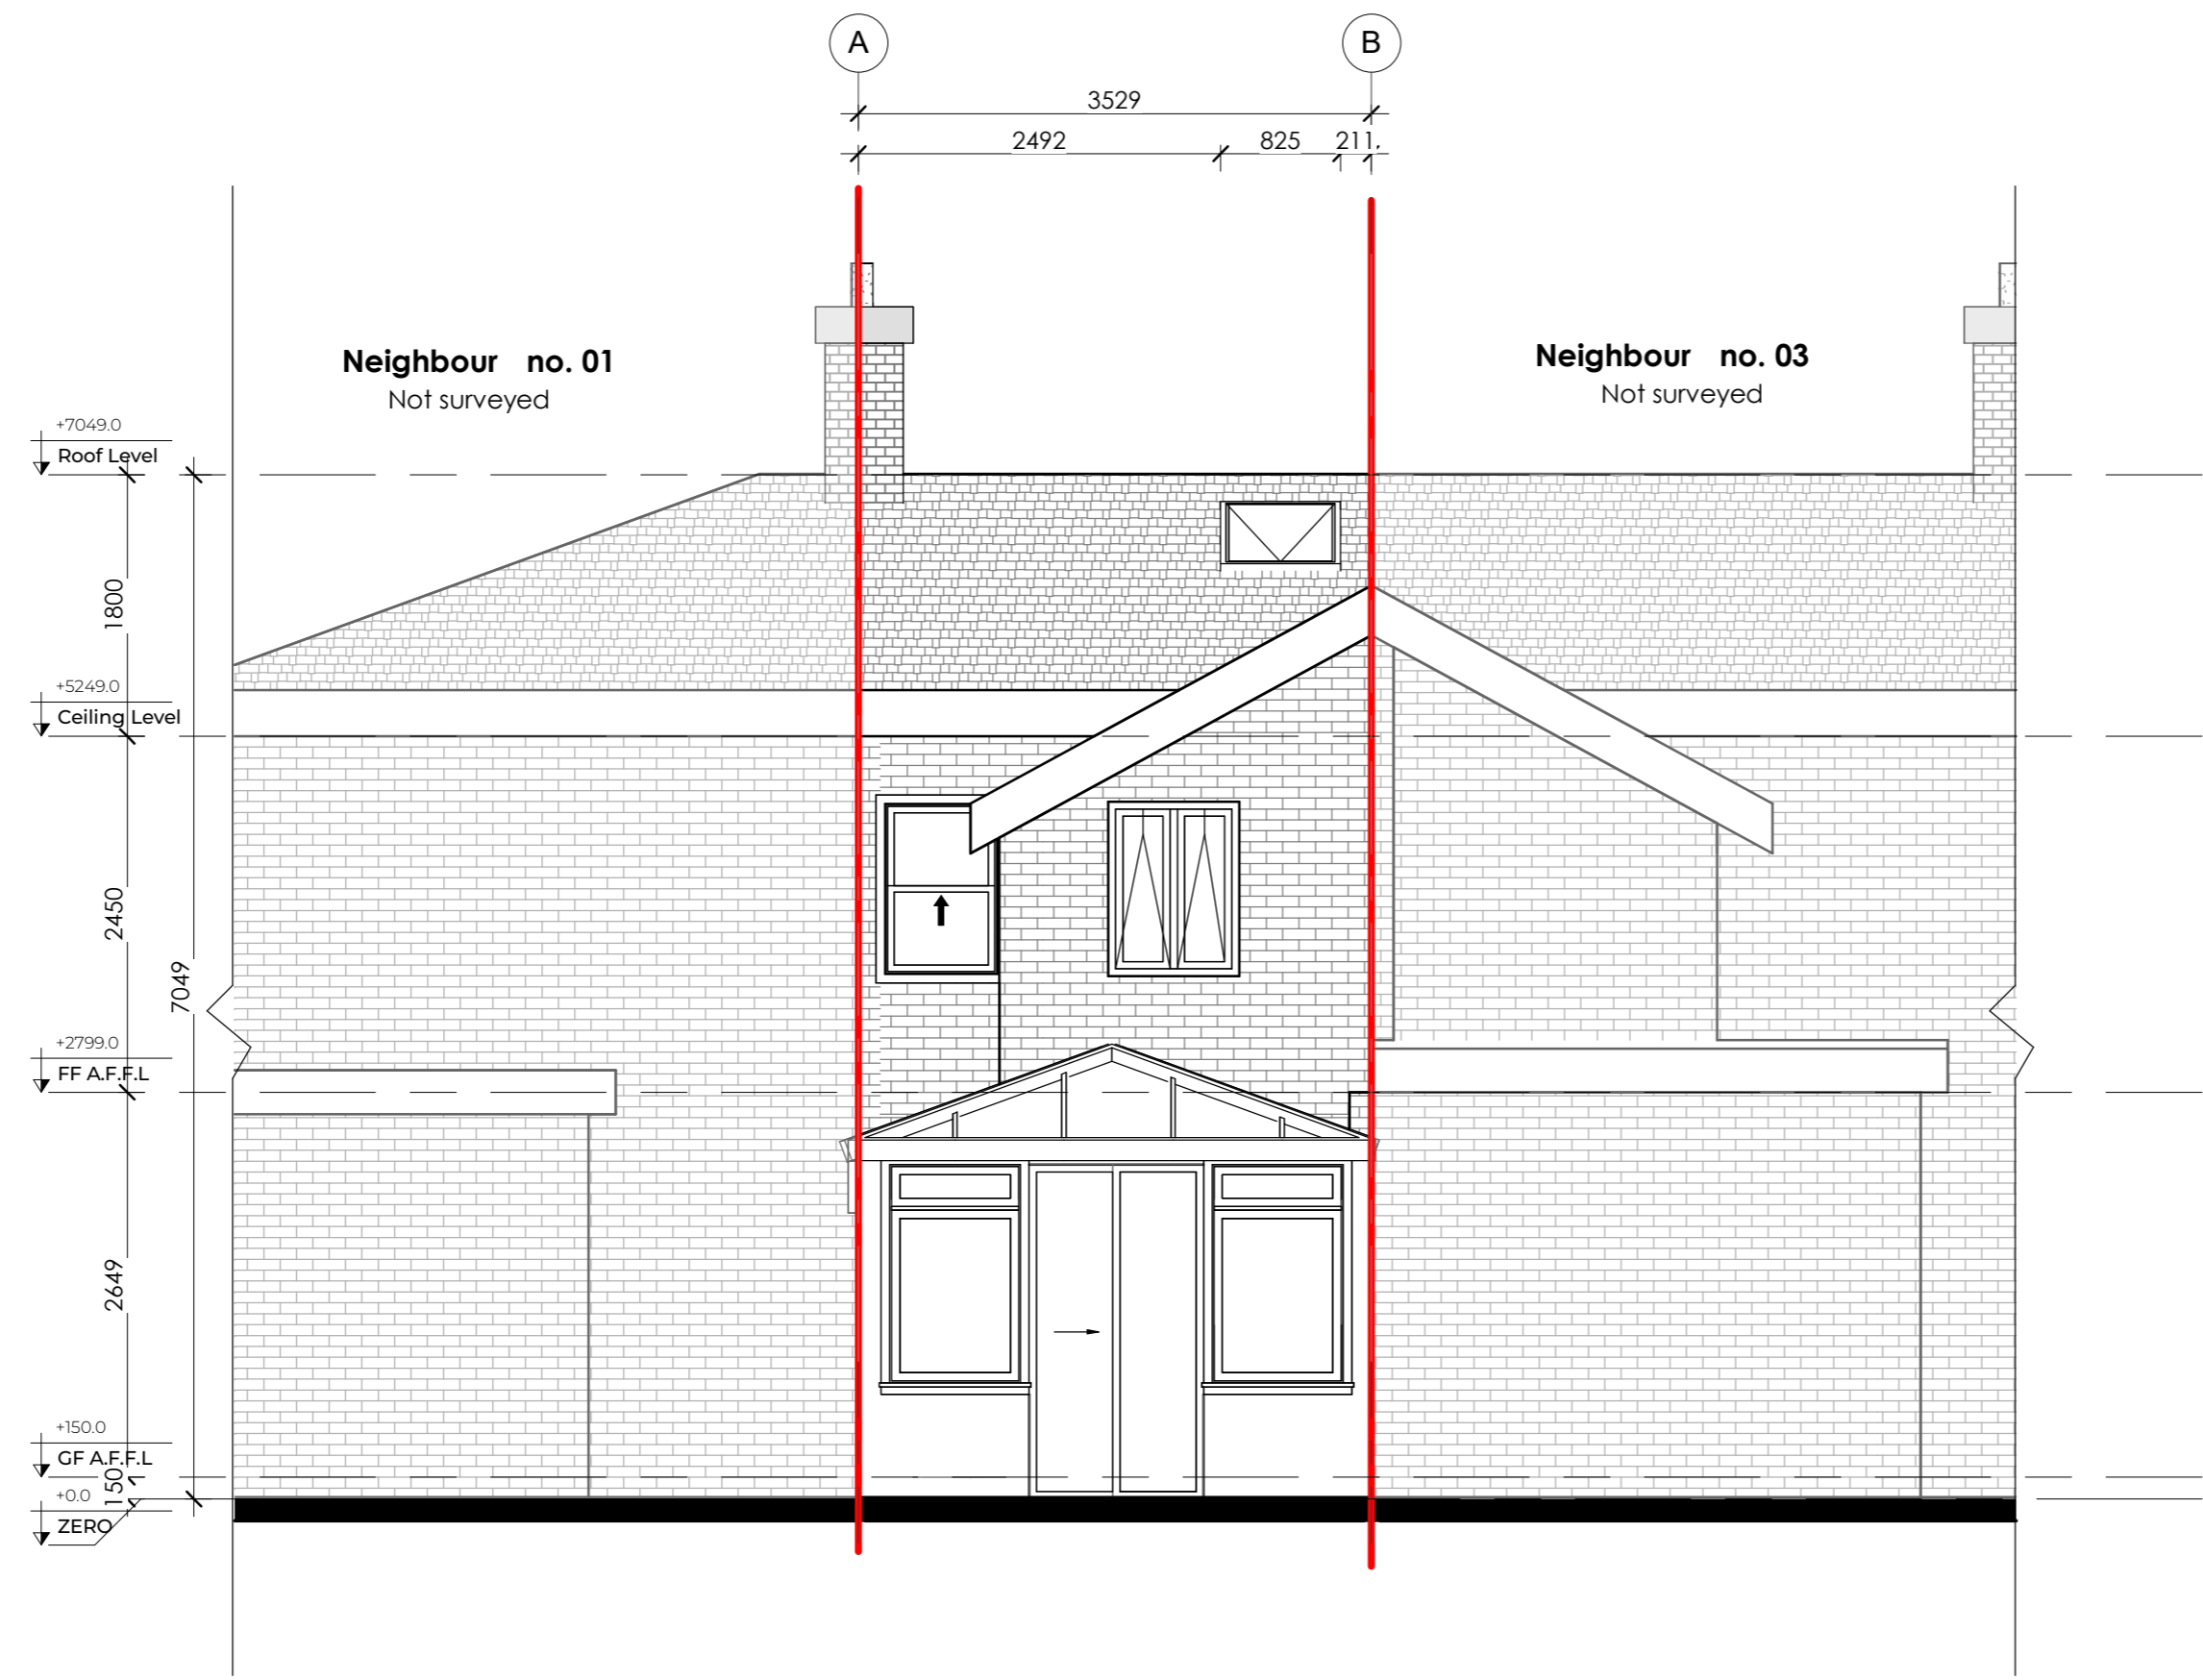 A
B
3529
2492
825
211
Neighbour no. 01
Not surveyed
Neighbour no. 03
Not surveyed
+7049.0
Roof Level
1800
+5249.0
Ceiling Level
2450
7049
+2799.0
FF A.F.F.L
2649
+150.0
GF A.F.F.L
150
+0.0
ZERO